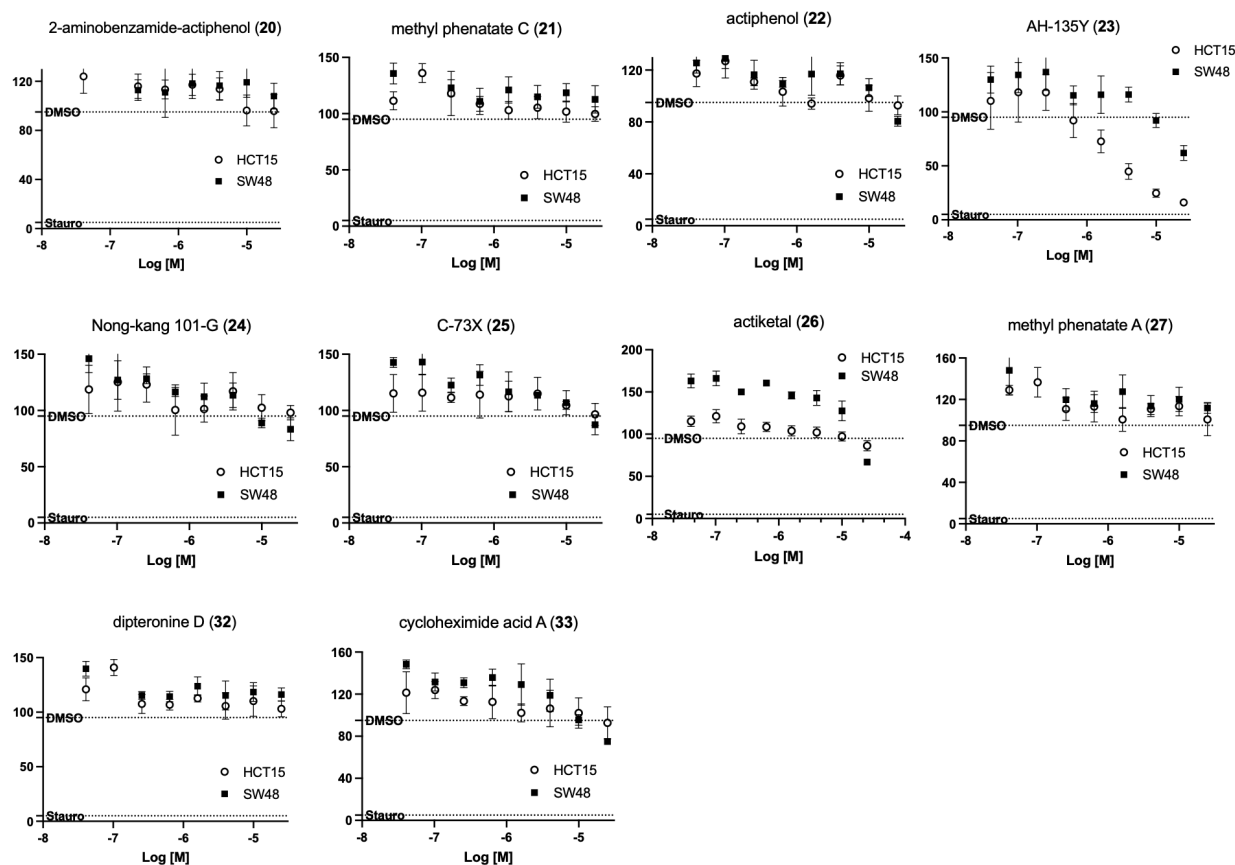 2-aminobenzamide-actiphenol (20)
120
DMSO
80
HCT15
40
SW48
0
Stauro
-8 -7 -6 -5
Log [M]
methyl phenatate C (21)
150
100
DMSO
50
HCT15
SW48
0
Stauro
-8 -7 -6 -5
Log [M]
actiphenol (22)
120
DMSO
80
HCT15
40
SW48
0
Stauro
-8 -7 -6 -5
Log [M]
AH-135Y (23)
HCT15
SW48
150
100
DMSO
50
0
Stauro
-8 -7 -6 -5
Log [M]
Nong-kang 101-G (24)
150
100
DMSO
50
HCT15
SW48
0
Stauro
-8 -7 -6 -5
Log [M]
C-73X (25)
150
100
DMSO
50
HCT15
SW48
0
Stauro
-8 -7 -6 -5
Log [M]
actiketal (26)
200
HCT15
SW48
150
100
DMSO
50
0
Stauro
-8 -7 -6 -5 -4
Log [M]
methyl phenatate A (27)
160
120
DMSO
80
HCT15
40
SW48
0
Stauro
-8 -7 -6 -5
Log [M]
dipteronine D (32)
150
100
DMSO
50
HCT15
SW48
0
Stauro
-8 -7 -6 -5
Log [M]
cycloheximide acid A (33)
160
120
DMSO
80
HCT15
40
SW48
0
Stauro
-8 -7 -6 -5
Log [M]